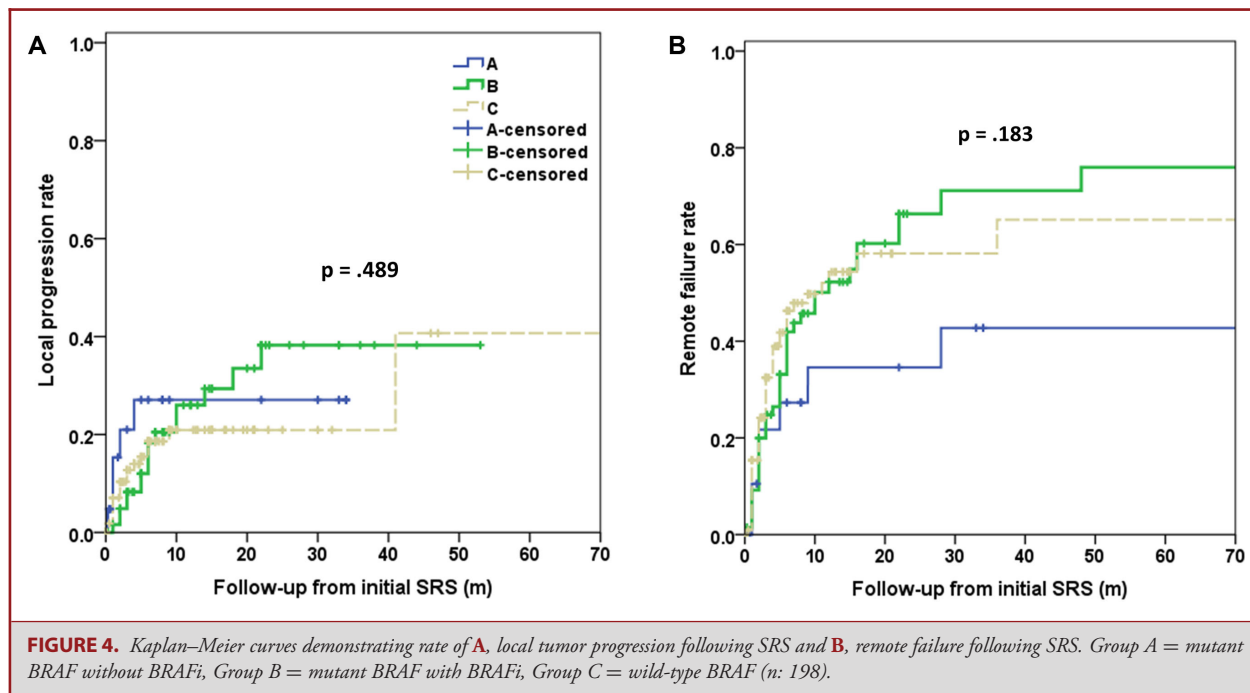 A
Local progression rate
1.0
0.8
0.6
0.4
0.2
0.0
0 10 20 30 40 50 60 70
Follow-up from initial SRS (m)
A
B
C
A-censored
B-censored
C-censored
p = .489
B
Remote failure rate
1.0
0.8
0.6
0.4
0.2
0.0
0 10 20 30 40 50 60 70
Follow-up from initial SRS (m)
p = .183
FIGURE 4. Kaplan–Meier curves demonstrating rate of A, local tumor progression following SRS and B, remote failure following SRS. Group A = mutant
BRAF without BRAFi, Group B = mutant BRAF with BRAFi, Group C = wild-type BRAF (n: 198).